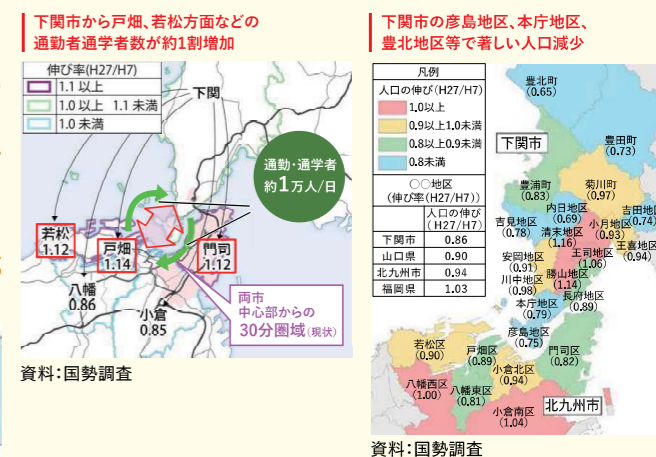 下関市から戸畑、若松方面などの
通勤者通学者数が約1割増加
伸び率(H27/H7)
1.1 以上
1.0 以上 1.1 未満
1.0 未満
下関
通勤・通学者
約1万人/日
若松
1.12
戸畑
1.14
門司
1.12
八幡
0.86
小倉
0.85
両市
中心部からの
30分圏域(現状)
資料:国勢調査
下関市の彦島地区、本庁地区、
豊北地区等で著しい人口減少
凡例
人口の伸び(H27/H7)
1.0以上
0.9以上1.0未満
0.8以上0.9未満
0.8未満
○○地区
(伸び率(H27/H7))
人口の伸び
(H27/H7)
下関市 0.86
山口県 0.90
北九州市 0.94
福岡県 1.03
豊北町
(0.65)
下関市
豊田町
(0.73)
豊浦町
(0.83)
菊川町
(0.97)
内日地区
(0.69)
吉田地区
(0.74)
吉見地区
(0.78)
清末地区
(1.16)
小月地区
(0.93)
王喜地区
(0.94)
安岡地区
(0.91)
王司地区
(1.06)
川中地区
(0.98)
勝山地区
(1.14)
長府地区
(0.89)
本庁地区
(0.79)
彦島地区
(0.75)
若松区
(0.90)
戸畑区
(0.89)
門司区
(0.82)
小倉北区
(0.94)
八幡西区
(1.00)
八幡東区
(0.81)
小倉南区
(1.04)
北九州市
資料:国勢調査